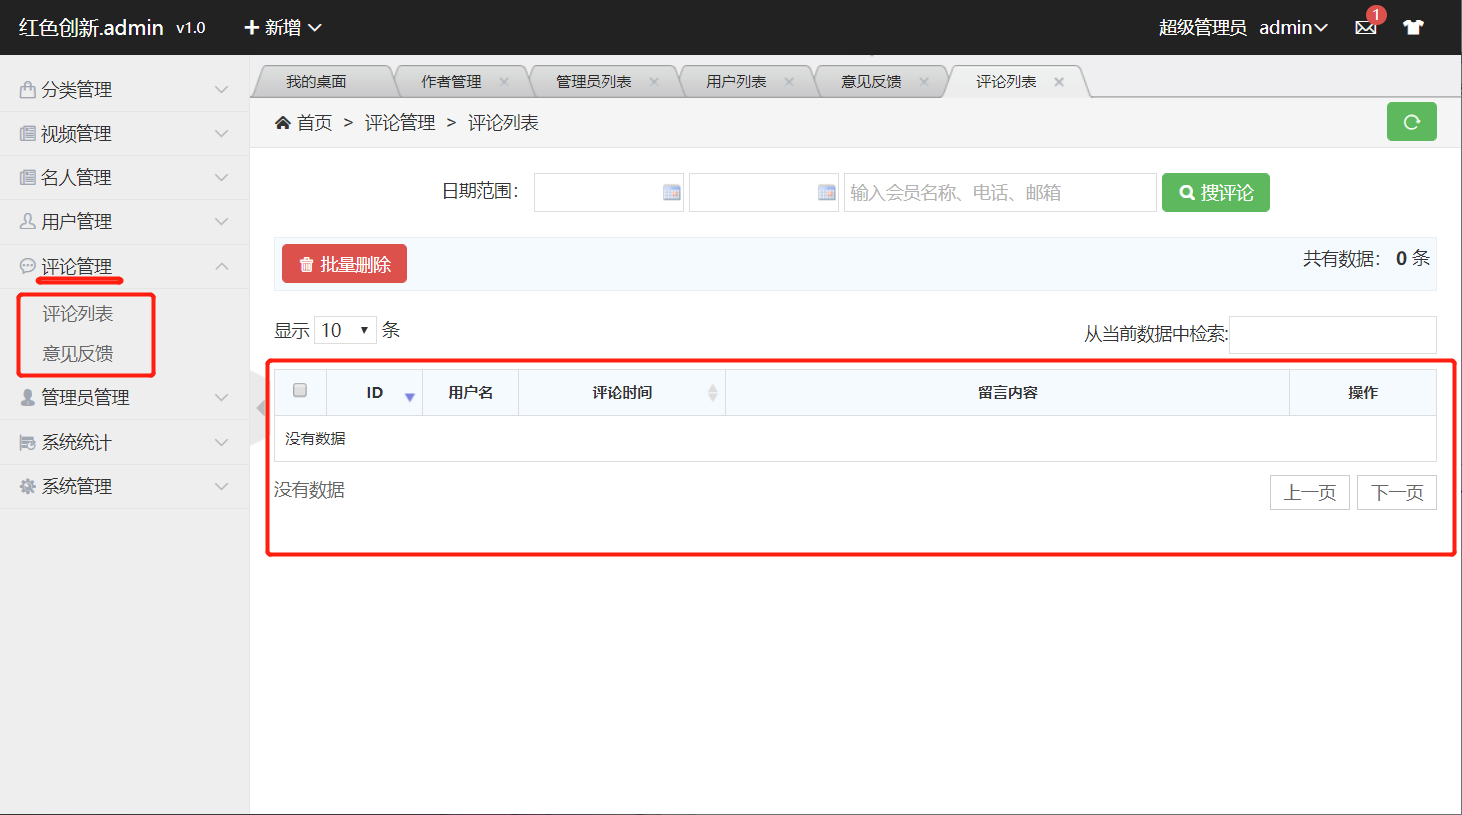 红色创新.admin v1.0 新增 超级管理员 admin 1
分类管理
视频管理
名人管理
用户管理
评论管理
评论列表
意见反馈
管理员管理
系统统计
系统管理
我的桌面 作者管理 管理员列表 用户列表 意见反馈 评论列表
首页 > 评论管理 > 评论列表
日期范围： 输入会员名称、电话、邮箱 搜评论
批量删除 共有数据： 0 条
显示 10 条 从当前数据中检索:
ID 用户名 评论时间 留言内容 操作
没有数据
没有数据 上一页 下一页